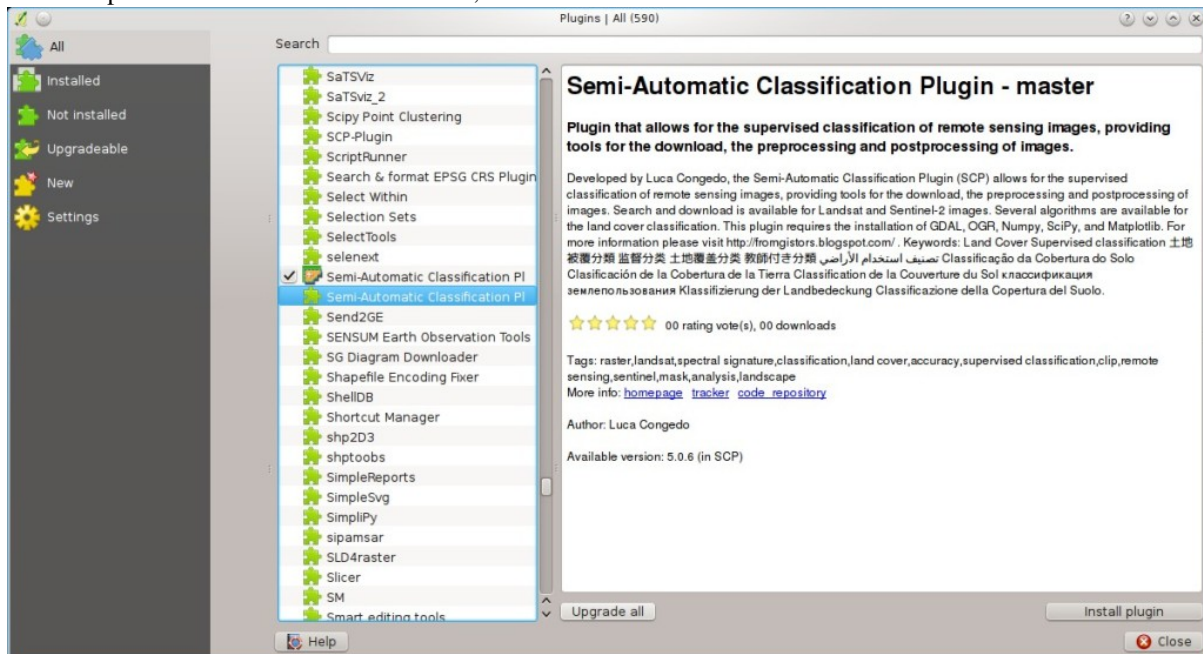 Plugins | All (590)
All
Installed
Not installed
Upgradeable
New
Settings
Search
SaTSViz
SaTSviz_2
Scipy Point Clustering
SCP-Plugin
ScriptRunner
Search & format EPSG CRS Plugin
Select Within
Selection Sets
SelectTools
selenext
Semi-Automatic Classification Pl
Semi-Automatic Classification Pl
Send2GE
SENSUM Earth Observation Tools
SG Diagram Downloader
Shapefile Encoding Fixer
ShellDB
Shortcut Manager
shp2D3
shptoobs
SimpleReports
SimpleSvg
SimpliPy
sipamsar
SLD4raster
Slicer
SM
Smart editing tools
Semi-Automatic Classification Plugin - master
Plugin that allows for the supervised classification of remote sensing images, providing
tools for the download, the preprocessing and postprocessing of images.
Developed by Luca Congedo, the Semi-Automatic Classification Plugin (SCP) allows for the supervised
classification of remote sensing images, providing tools for the download, the preprocessing and postprocessing of
images. Search and download is available for Landsat and Sentinel-2 images. Several algorithms are available for
the land cover classification. This plugin requires the installation of GDAL, OGR, Numpy, SciPy, and Matplotlib. For
more information please visit http://fromgistors.blogspot.com/ . Keywords: Land Cover Supervised classification 土地
被覆分類 监督分类 土地覆盖分类 教師付き分類 تصنيف استخدام الأراضي Classificação da Cobertura do Solo
Clasificación de la Cobertura de la Tierra Classification de la Couverture du Sol классификация
землепользования Klassifizierung der Landbedeckung Classificazione della Copertura del Suolo.
00 rating vote(s), 00 downloads
Tags: raster,landsat,spectral signature,classification,land cover,accuracy,supervised classification,clip,remote
sensing,sentinel,mask,analysis,landscape
More info: homepage tracker code_repository
Author: Luca Congedo
Available version: 5.0.6 (in SCP)
Upgrade all
Install plugin
Help
Close